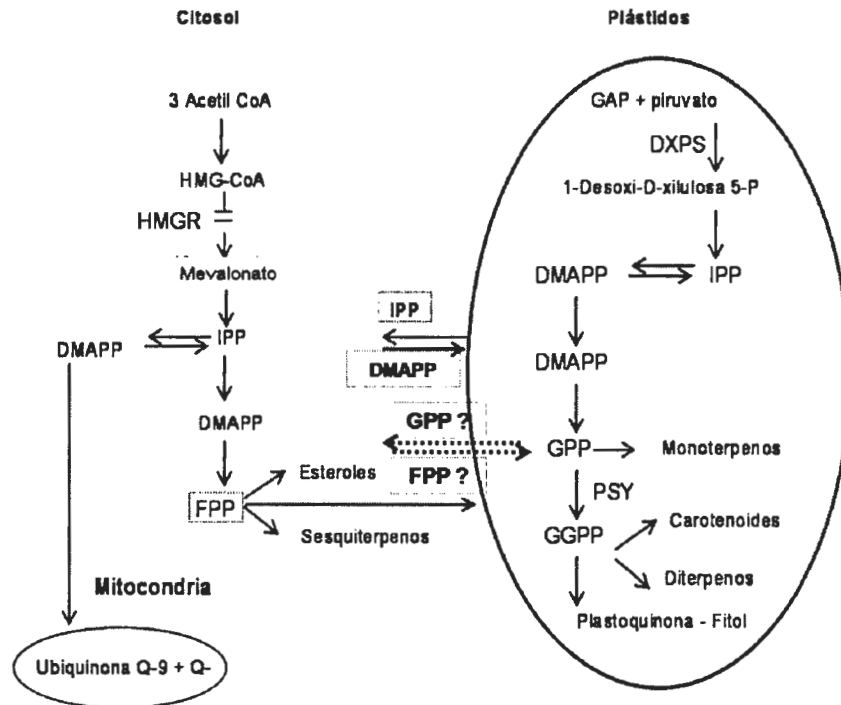 Citosol
3 Acetil CoA
HMG-CoA
HMGR
Mevalonato
IPP
DMAPP
DMAPP
FPP
Esteroles
Sesquiterpenos
Mitocondria
Ubiquinona Q-9 + Q-
IPP
DMAPP
GPP ?
FPP ?
Plástidos
GAP + piruvato
DXPS
1-Desoxi-D-xilulosa 5-P
DMAPP
IPP
DMAPP
GPP
Monoterpenos
PSY
GGPP
Carotenoides
Diterpenos
Plastoquinona - Fitol